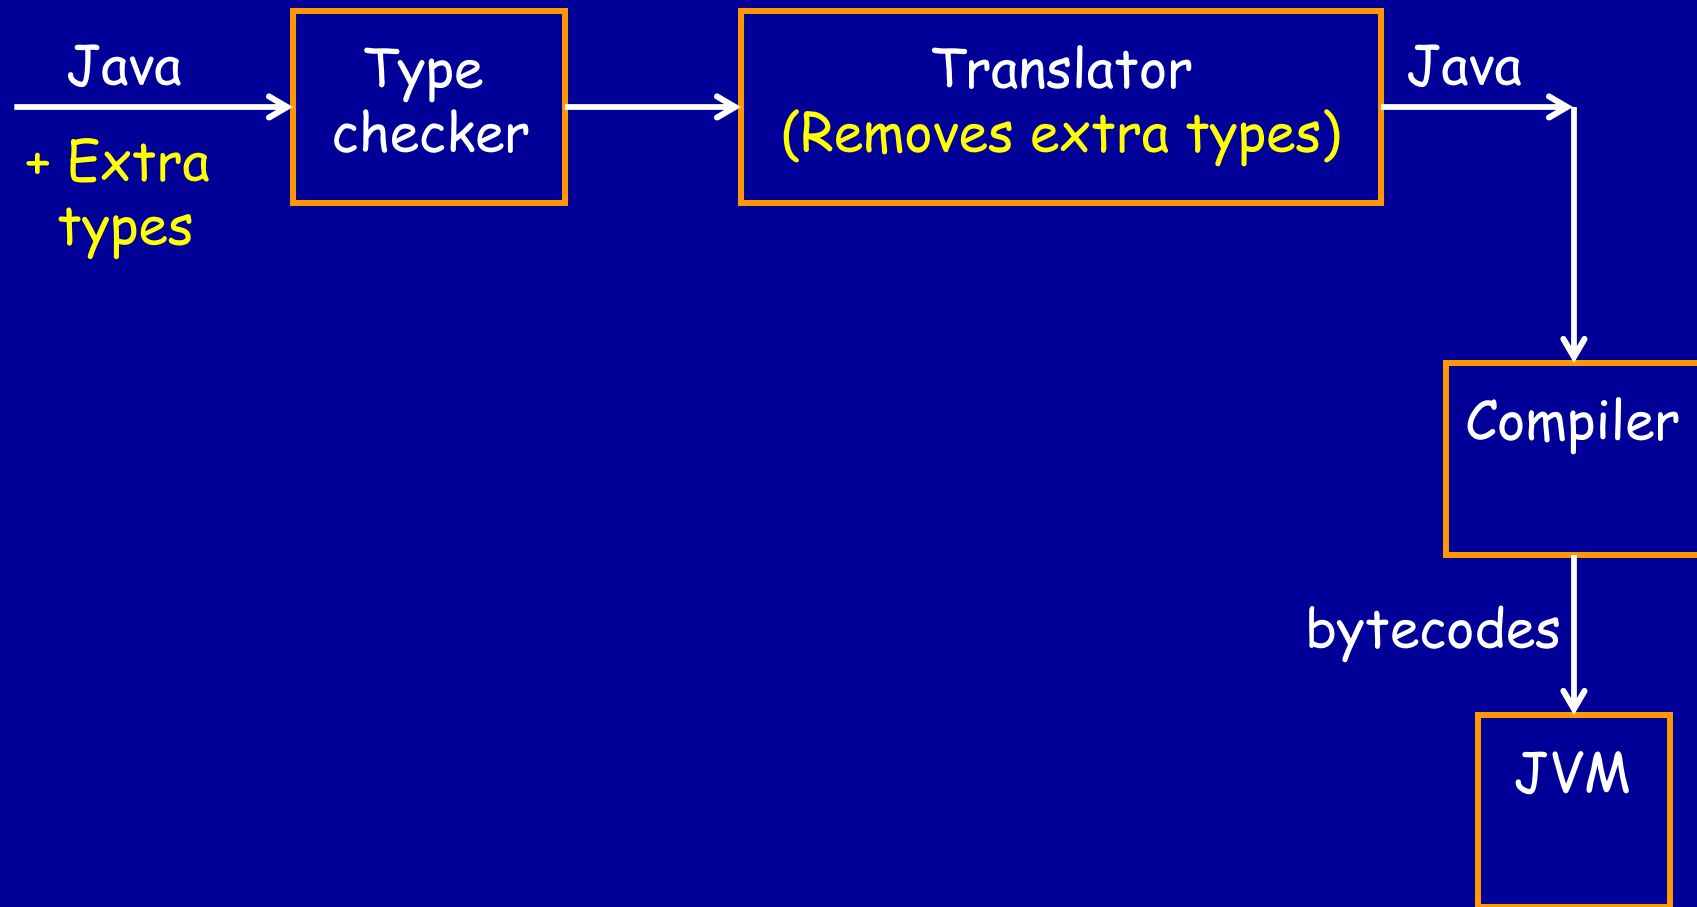 Java
+ Extra
types
Type
checker
Translator
(Removes extra types)
Java
Compiler
bytecodes
JVM